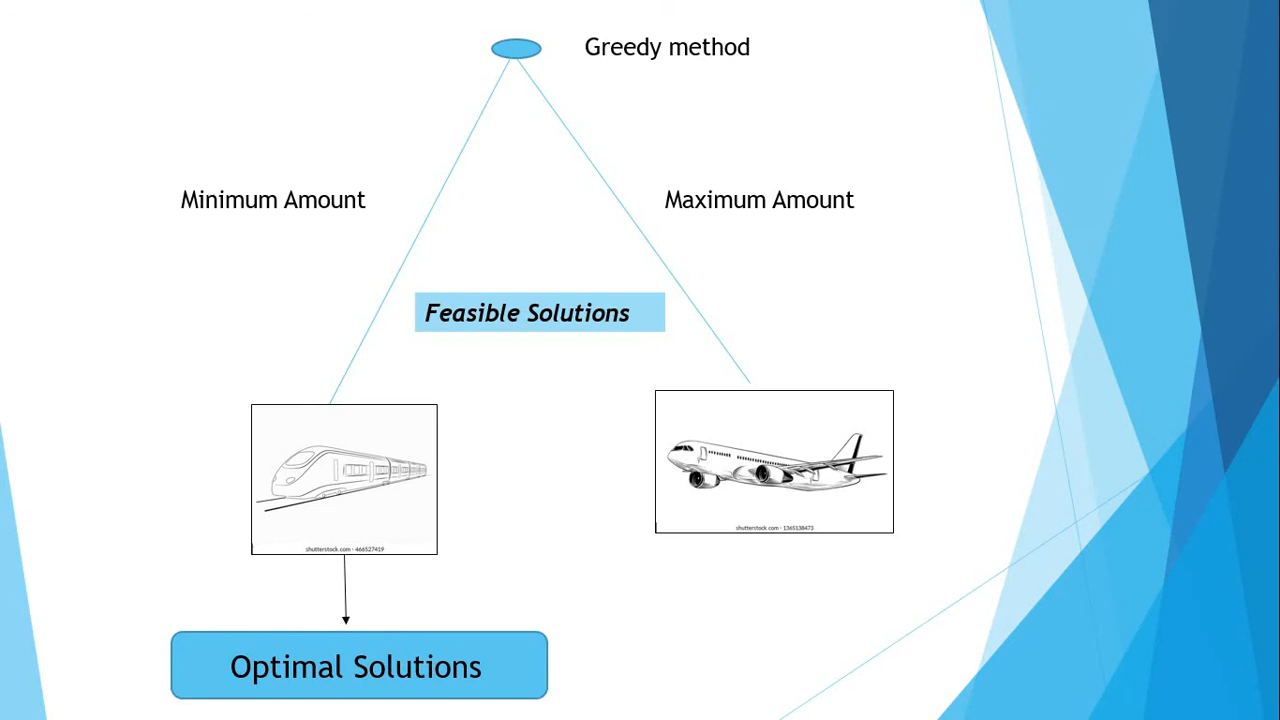 Greedy method
Minimum Amount
Maximum Amount
Feasible Solutions
shutterstock.com · 466527419
shutterstock.com · 1365138473
Optimal Solutions